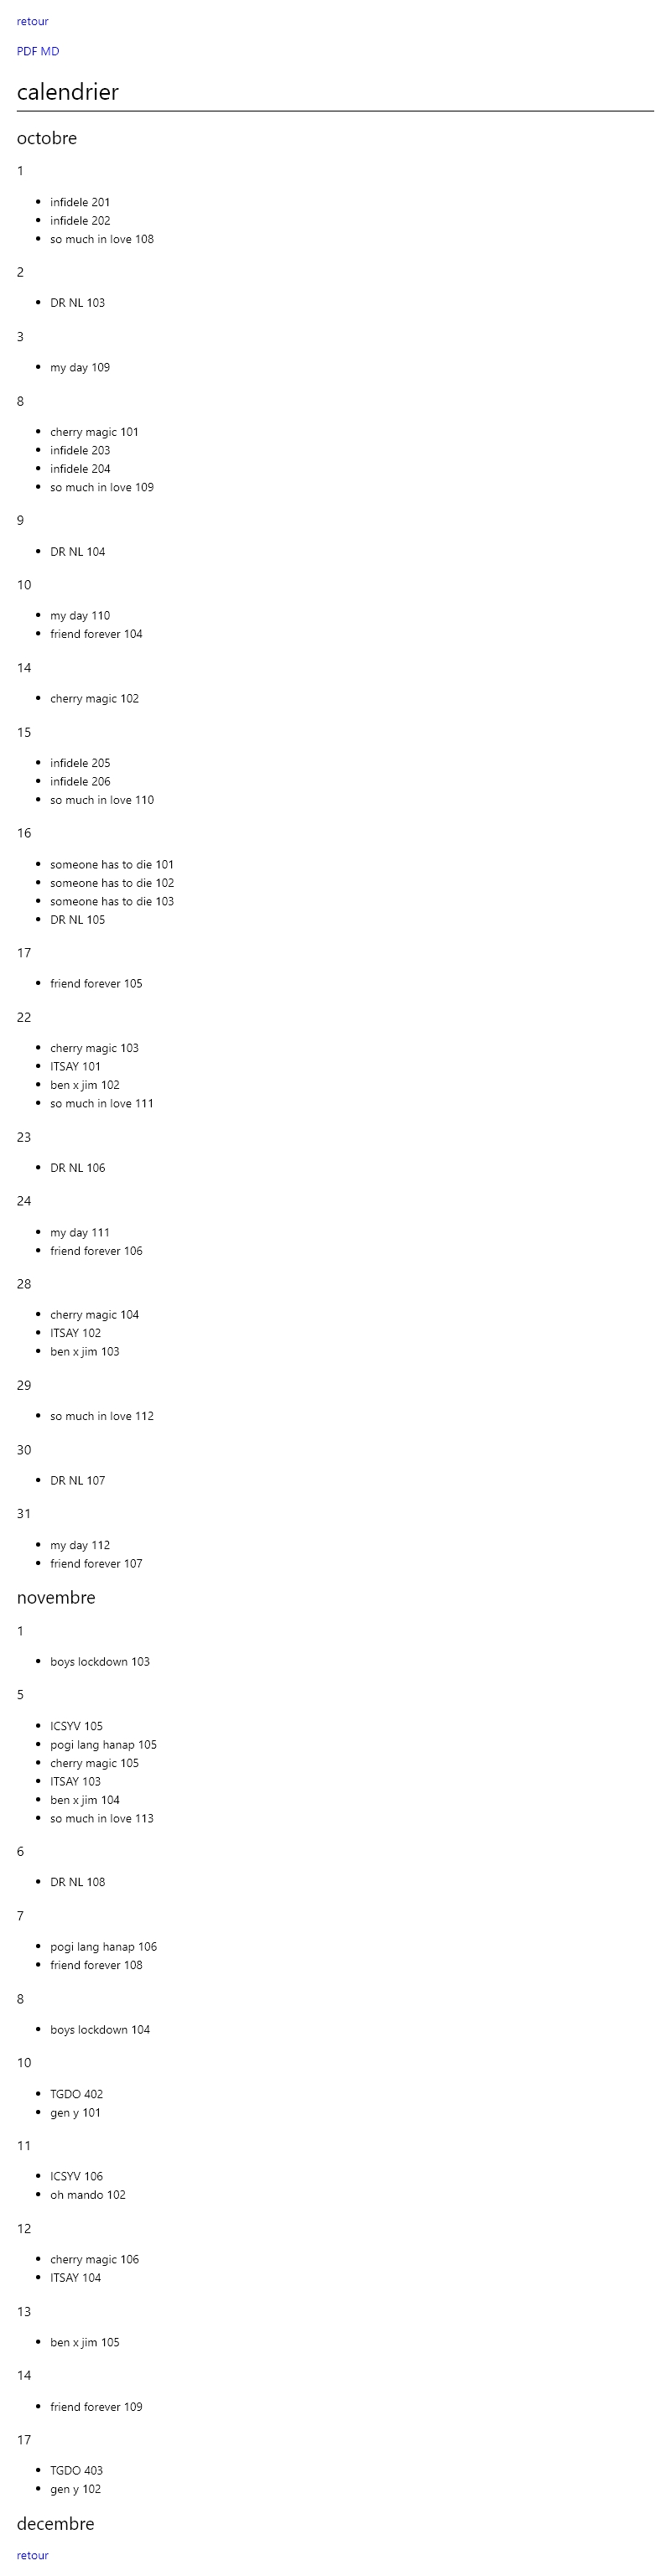 retour
PDF MD
calendrier
octobre
1
infidele 201
infidele 202
so much in love 108
2
DR NL 103
3
my day 109
8
cherry magic 101
infidele 203
infidele 204
so much in love 109
9
DR NL 104
10
my day 110
friend forever 104
14
cherry magic 102
15
infidele 205
infidele 206
so much in love 110
16
someone has to die 101
someone has to die 102
someone has to die 103
DR NL 105
17
friend forever 105
22
cherry magic 103
ITSAY 101
ben x jim 102
so much in love 111
23
DR NL 106
24
my day 111
friend forever 106
28
cherry magic 104
ITSAY 102
ben x jim 103
29
so much in love 112
30
DR NL 107
31
my day 112
friend forever 107
novembre
1
boys lockdown 103
5
ICSYV 105
pogi lang hanap 105
cherry magic 105
ITSAY 103
ben x jim 104
so much in love 113
6
DR NL 108
7
pogi lang hanap 106
friend forever 108
8
boys lockdown 104
10
TGDO 402
gen y 101
11
ICSYV 106
oh mando 102
12
cherry magic 106
ITSAY 104
13
ben x jim 105
14
friend forever 109
17
TGDO 403
gen y 102
decembre
retour